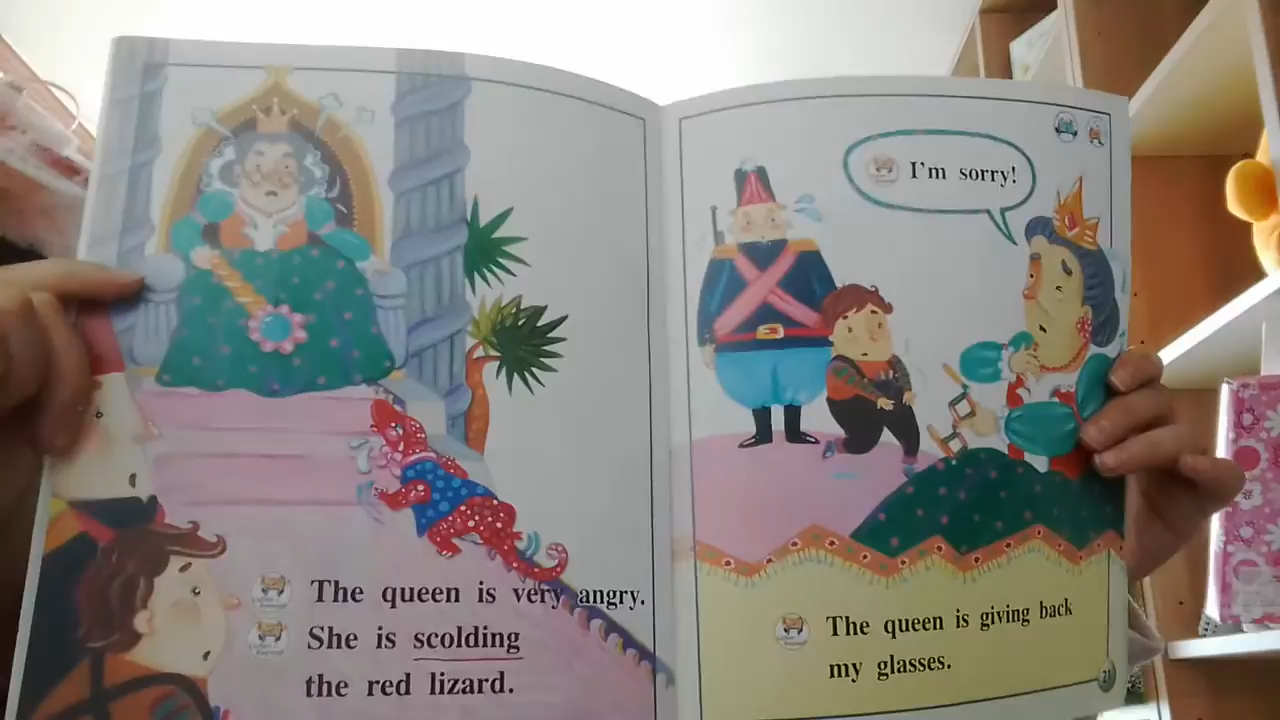 The queen is very angry.
She is scolding
the red lizard.
I'm sorry!
The queen is giving back
my glasses.
21